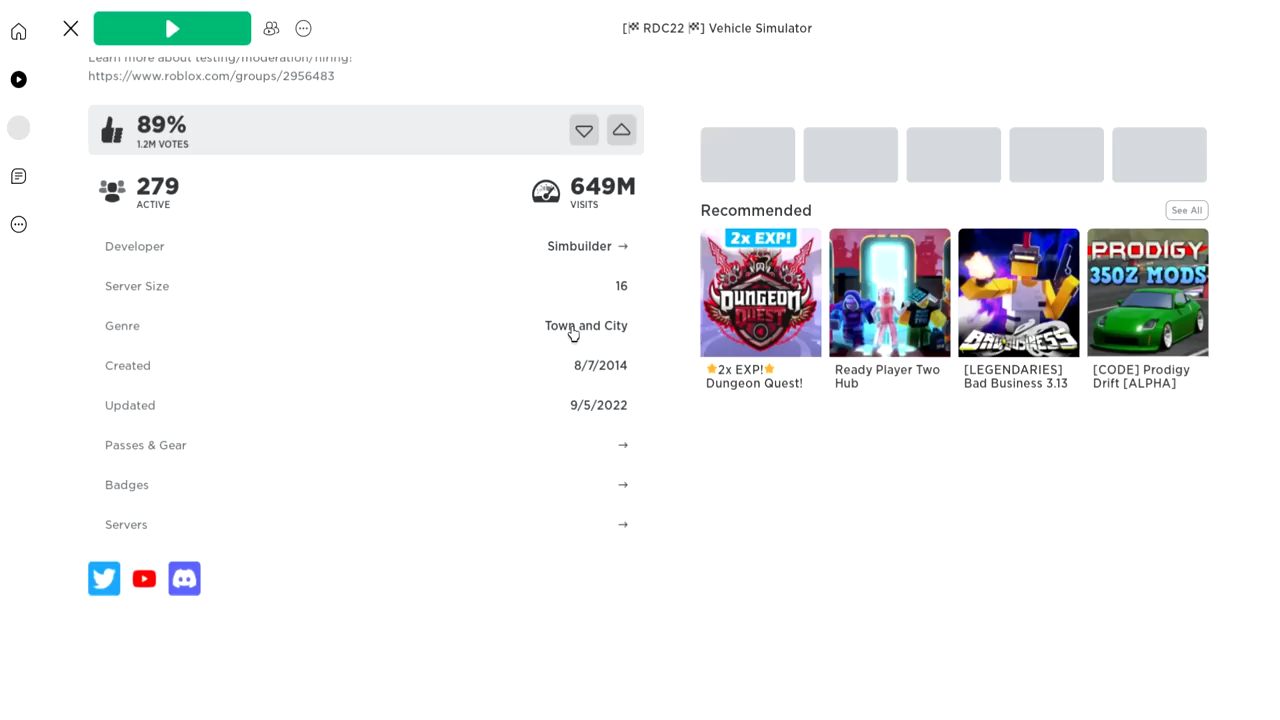 [🏁 RDC22 🏁] Vehicle Simulator
Learn more about testing/moderation/hiring!
https://www.roblox.com/groups/2956483
89%
1.2M VOTES
279
ACTIVE
649M
VISITS
Developer Simbuilder →
Server Size 16
Genre Town and City
Created 8/7/2014
Updated 9/5/2022
Passes & Gear →
Badges →
Servers →
Recommended
See All
2x EXP!
DUNGEON
QUEST
⭐2x EXP!⭐
Dungeon Quest!
Ready Player Two
Hub
BAD BUSINESS
[LEGENDARIES]
Bad Business 3.13
PRODIGY
350Z MODS
[CODE] Prodigy
Drift [ALPHA]